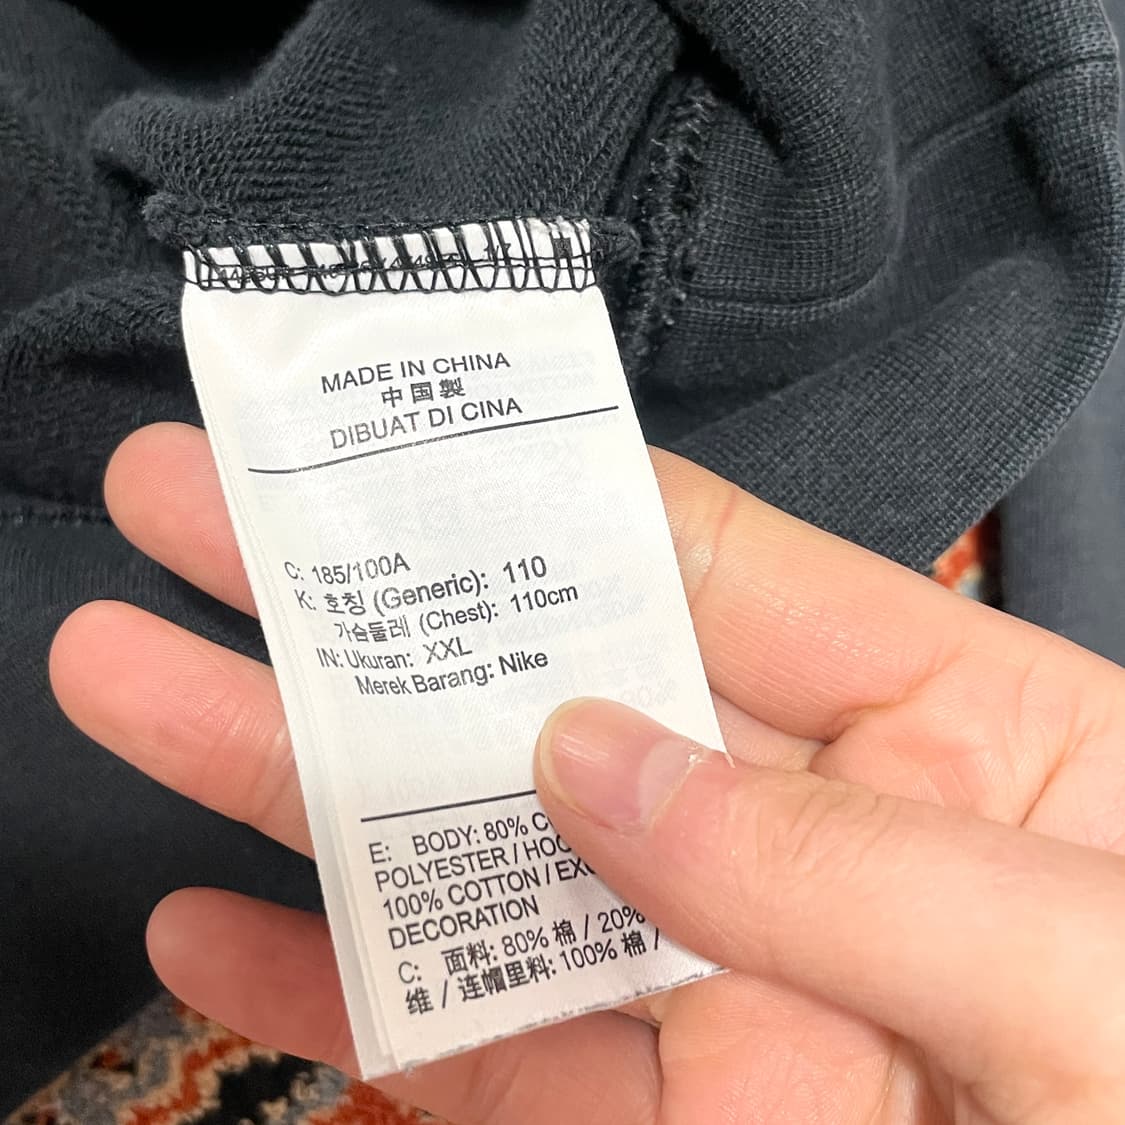 MADE IN CHINA
中国製
DIBUAT DI CINA
C: 185/100A
K: 호칭 (Generic): 110
가슴둘레 (Chest): 110cm
IN: Ukuran: XXL
Merek Barang: Nike
E: BODY: 80%
POLYESTER /
100% COTTON /
DECORATION
C: 面料: 80% 棉 / 20%
维 / 连帽里料: 100% 棉 /